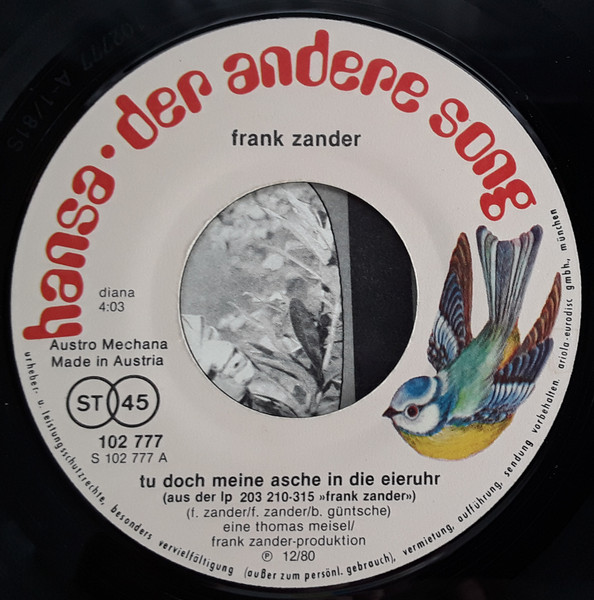 hansa · der andere song
frank zander
diana
4:03
Austro Mechana
Made in Austria
ST 45
102 777
S 102 777 A
tu doch meine asche in die eieruhr
(aus der lp 203 210-315 »frank zander«)
(f. zander/f. zander/b. güntsche)
eine thomas meisel/
frank zander-produktion
℗ 12/80
urheber- u. leistungsschutzrechte, besonders vervielfältigung (außer zum persönl. gebrauch), vermietung, aufführung, sendung vorbehalten. ariola-eurodisc gmbh., münchen